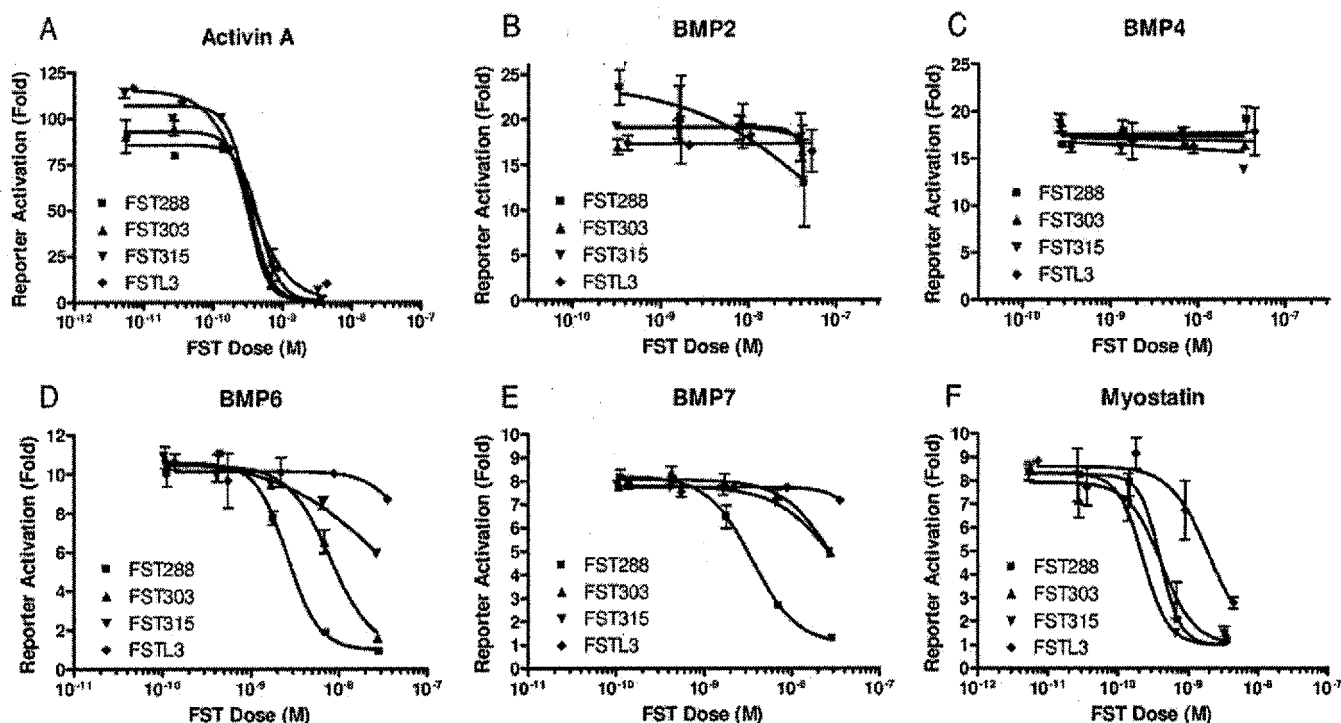 A
Activin A
Reporter Activation (Fold)
125
100
75
50
25
0
FST288
FST303
FST315
FSTL3
10⁻¹² 10⁻¹¹ 10⁻¹⁰ 10⁻⁹ 10⁻⁸ 10⁻⁷
FST Dose (M)
B
BMP2
Reporter Activation (Fold)
25
20
15
10
5
0
FST288
FST303
FST315
FSTL3
10⁻¹⁰ 10⁻⁹ 10⁻⁸ 10⁻⁷
FST Dose (M)
C
BMP4
Reporter Activation (Fold)
25
20
15
10
5
0
FST288
FST303
FST315
FSTL3
10⁻¹⁰ 10⁻⁹ 10⁻⁸ 10⁻⁷
FST Dose (M)
D
BMP6
Reporter Activation (Fold)
12
10
8
6
4
2
0
FST288
FST303
FST315
FSTL3
10⁻¹¹ 10⁻¹⁰ 10⁻⁹ 10⁻⁸ 10⁻⁷
FST Dose (M)
E
BMP7
Reporter Activation (Fold)
10
9
8
7
6
5
4
3
2
1
0
FST288
FST303
FST315
FSTL3
10⁻¹¹ 10⁻¹⁰ 10⁻⁹ 10⁻⁸ 10⁻⁷
FST Dose (M)
F
Myostatin
Reporter Activation (Fold)
10
9
8
7
6
5
4
3
2
1
0
FST288
FST303
FST315
FSTL3
10⁻¹² 10⁻¹¹ 10⁻¹⁰ 10⁻⁹ 10⁻⁸ 10⁻⁷
FST Dose (M)